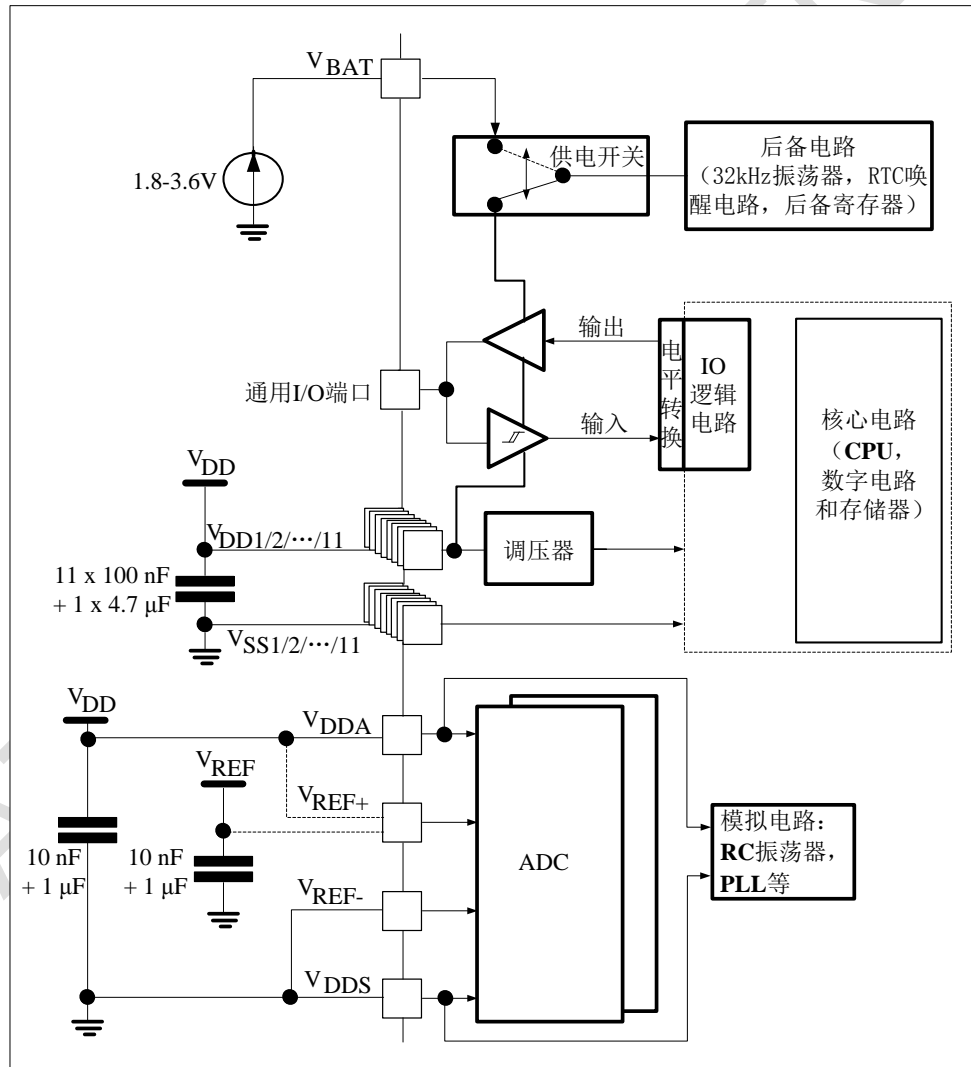 VBAT
1.8-3.6V
供电开关
后备电路
（32kHz振荡器，RTC唤
醒电路，后备寄存器）
输出
通用I/O端口
输入
电平转换
IO
逻辑
电路
核心电路
（CPU，
数字电路
和存储器）
VDD
VDD1/2/…/11
11 x 100 nF
+ 1 x 4.7 μF
VSS1/2/…/11
调压器
VDD
VDDA
VREF
VREF+
10 nF
+ 1 μF
10 nF
+ 1 μF
VREF-
VDDS
ADC
模拟电路：
RC振荡器，
PLL等